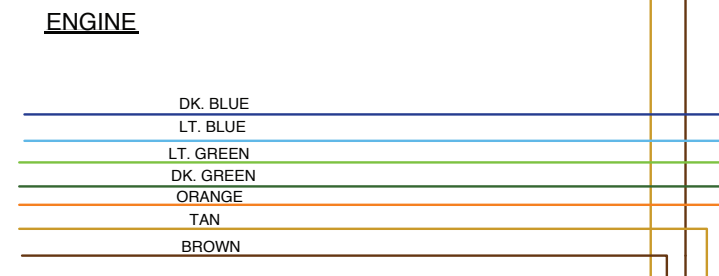 ENGINE
DK. BLUE
LT. BLUE
LT. GREEN
DK. GREEN
ORANGE
TAN
BROWN